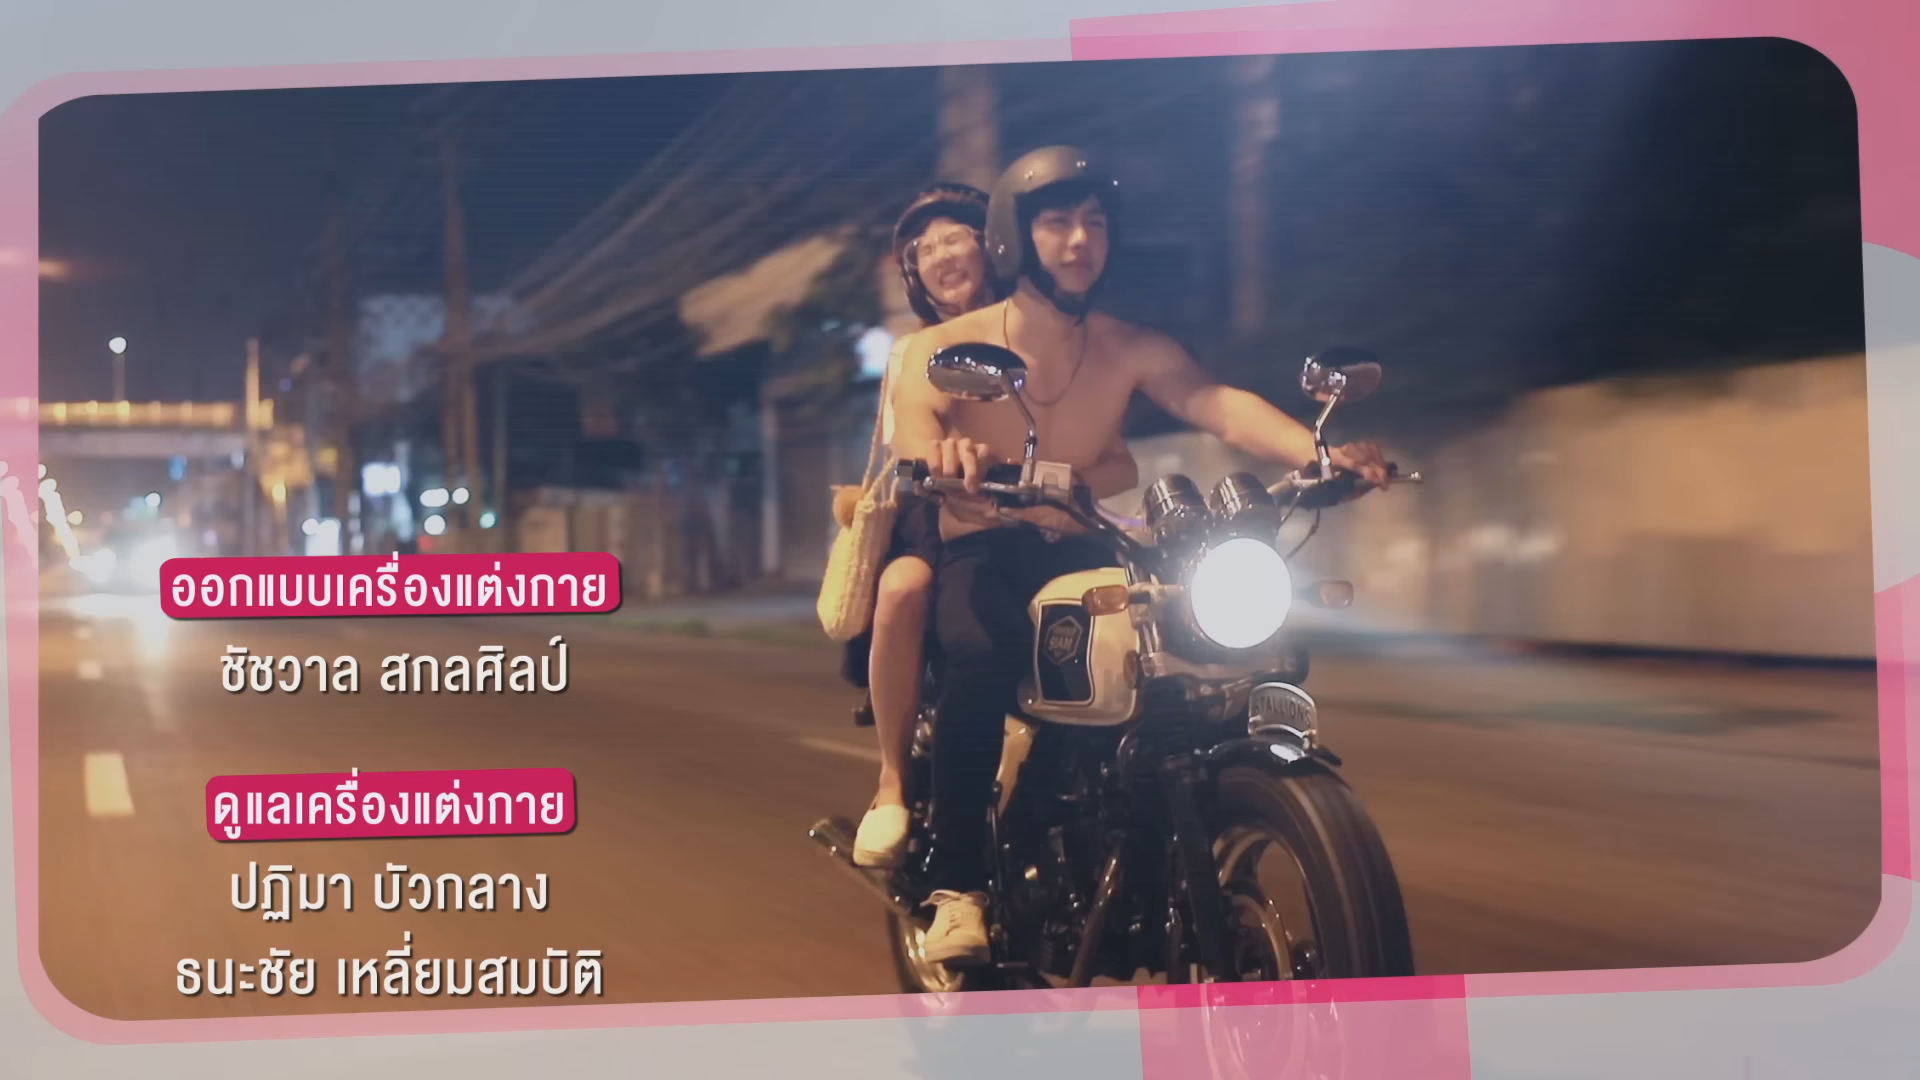 ออกแบบเครื่องแต่งกาย
ชัชวาล สกลศิลป์
ดูแลเครื่องแต่งกาย
ปฏิมา บัวกลาง
ธนะชัย เหลี่ยมสมบัติ
SIAM
STALLIONS